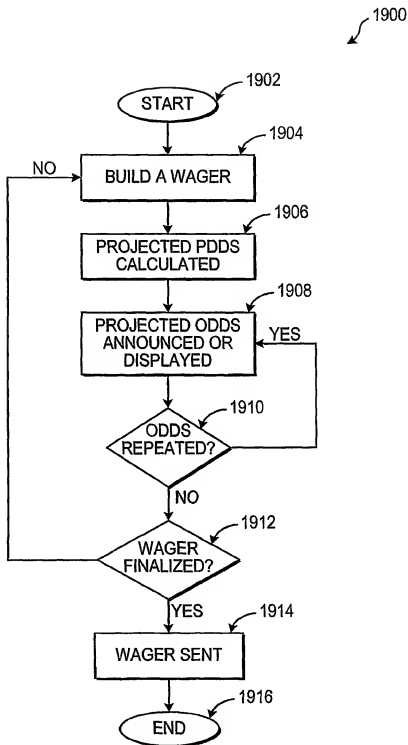 1900
1902
START
1904
NO
BUILD A WAGER
1906
PROJECTED PDDS
CALCULATED
1908
PROJECTED ODDS
ANNOUNCED OR
DISPLAYED
YES
1910
ODDS
REPEATED?
NO
1912
WAGER
FINALIZED?
YES
1914
WAGER SENT
1916
END